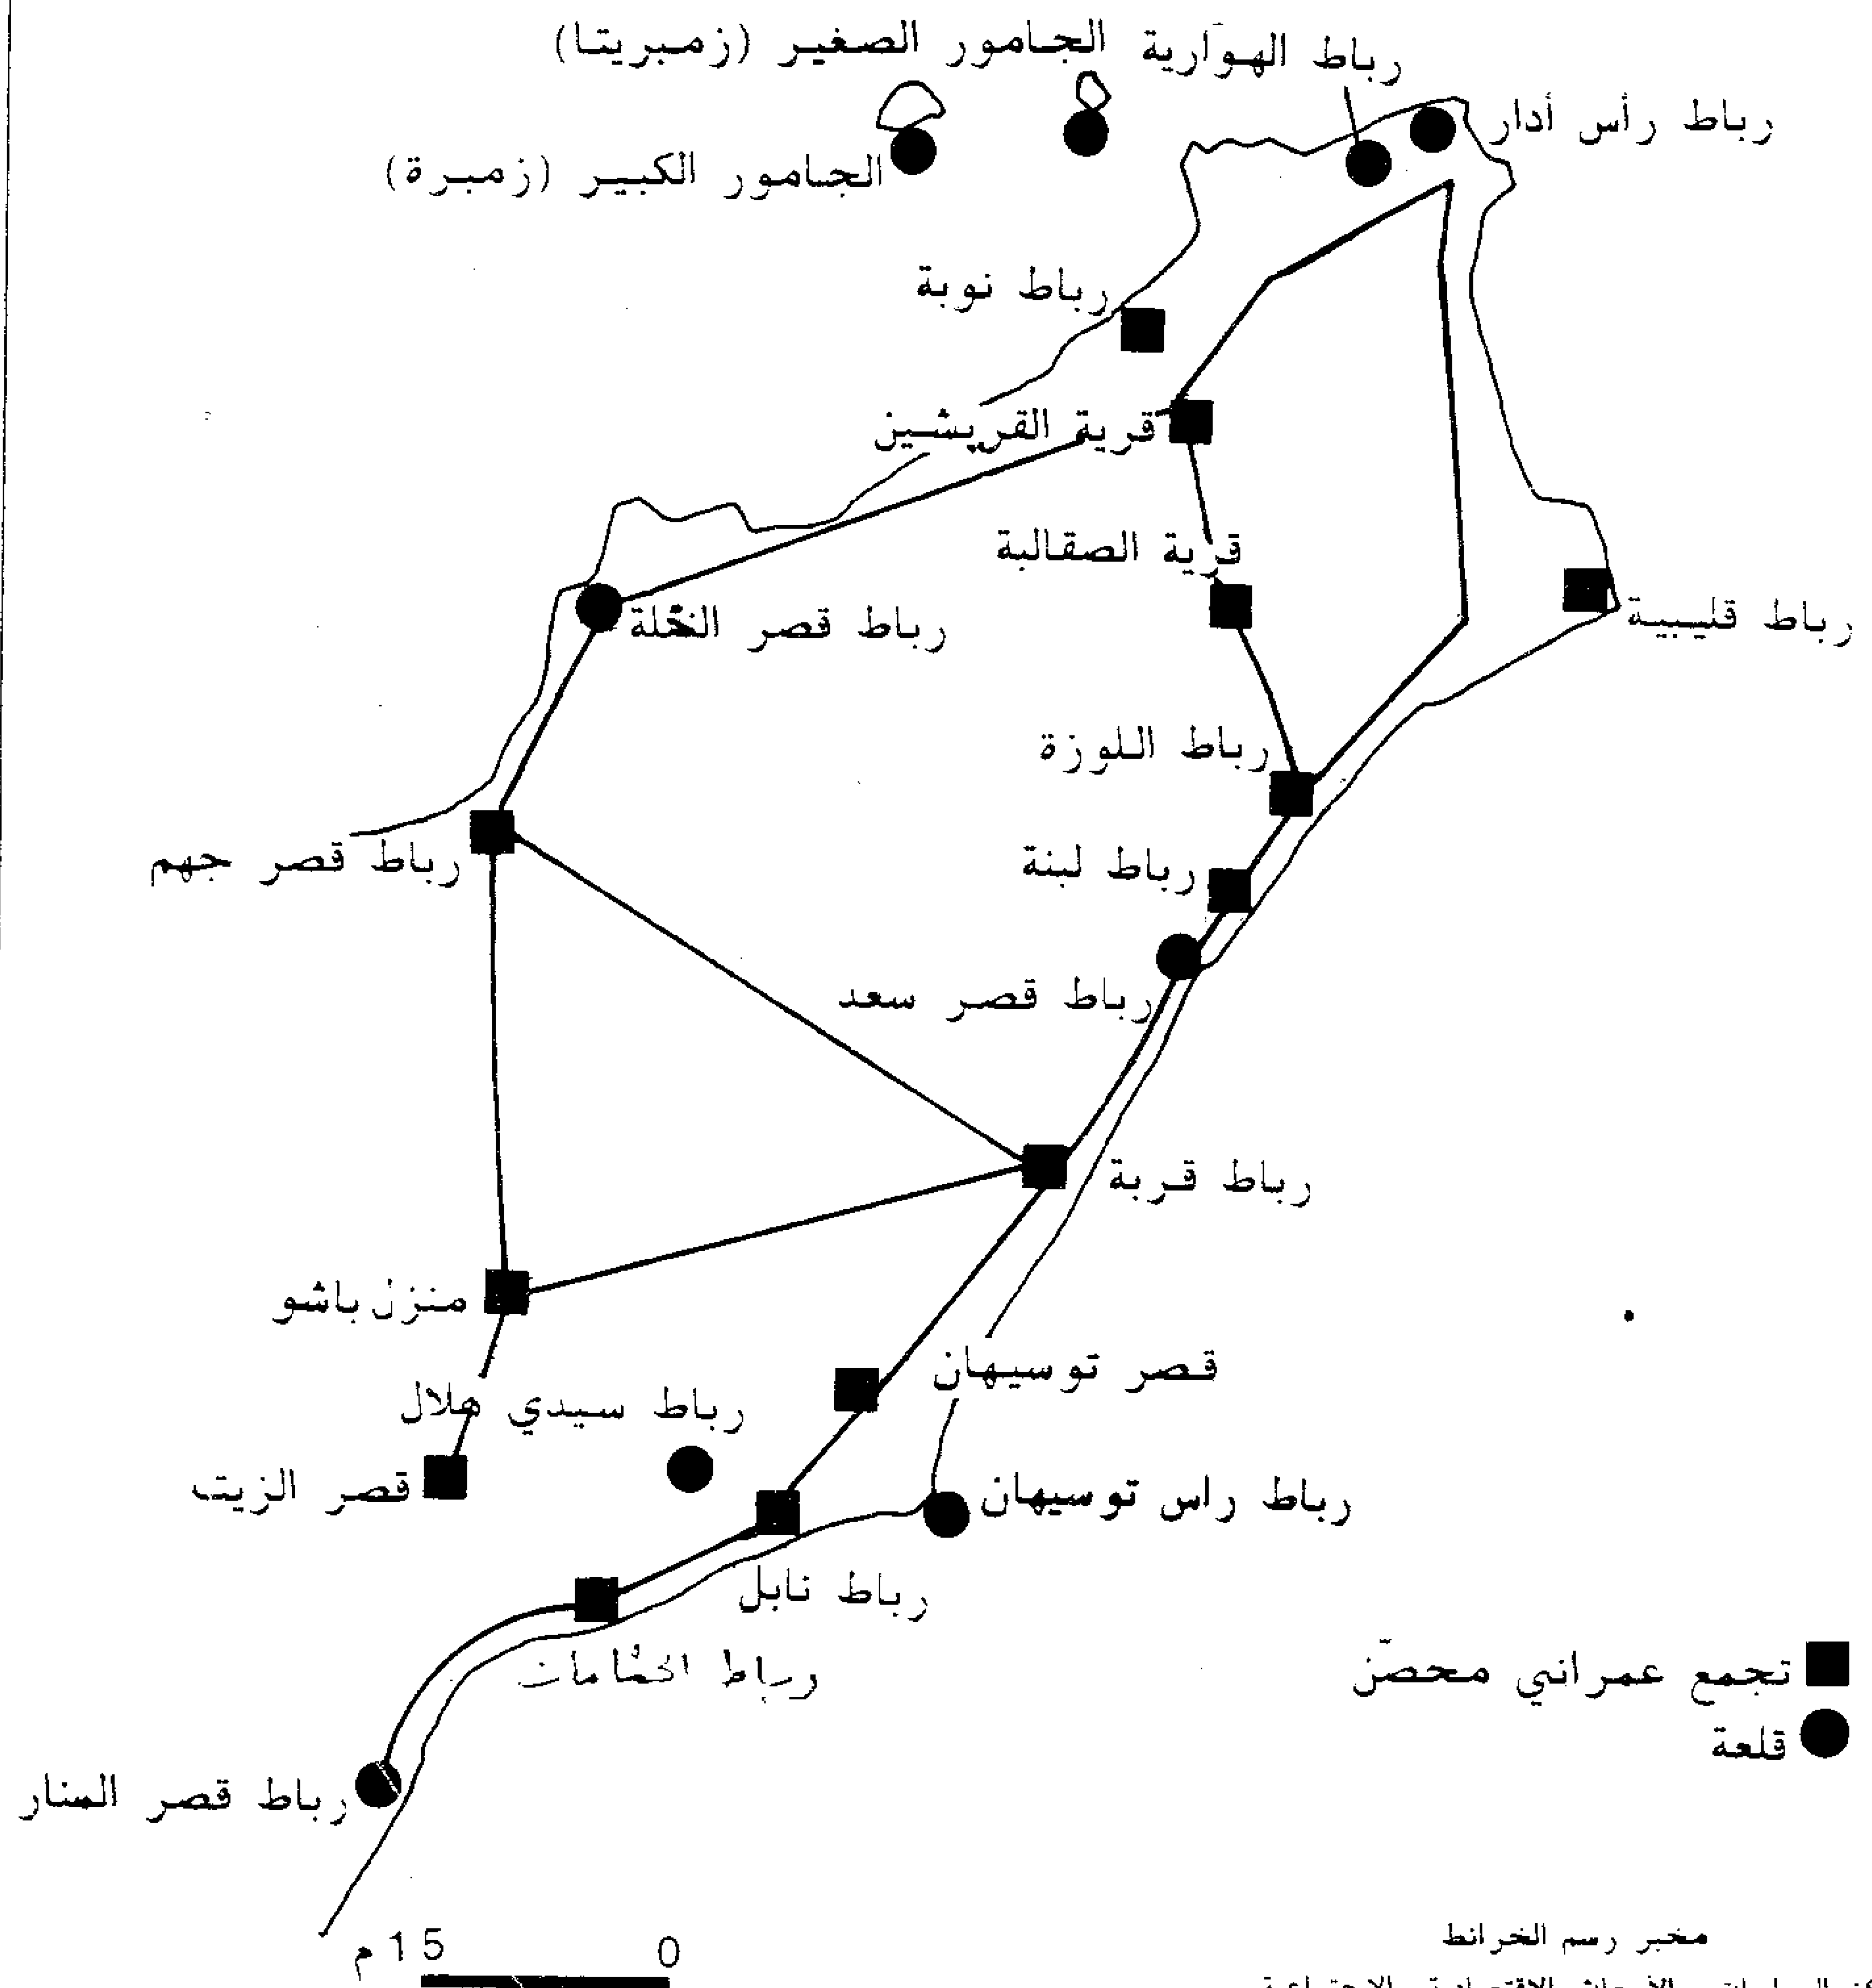 رباط الهوارية
الجامور الصغير (زمبريتا)
رباط رأس أدار
الجامور الكبير (زمبرة)
رباط نوبة
قرية القريشين
قرية الصقالبة
رباط قليبية
رباط قصر النخلة
رباط اللوزة
رباط قصر جهم
رباط لبنة
رباط قصر سعد
رباط قربة
منزل باشو
قصر توسيهان
رباط سيدي هلال
قصر الزيت
رباط راس توسيهان
رباط نابل
رباط الحمامات
تجمع عمراني محصّن
قلعة
رباط قصر المنار
0 15 م
مخبر رسم الخرائط